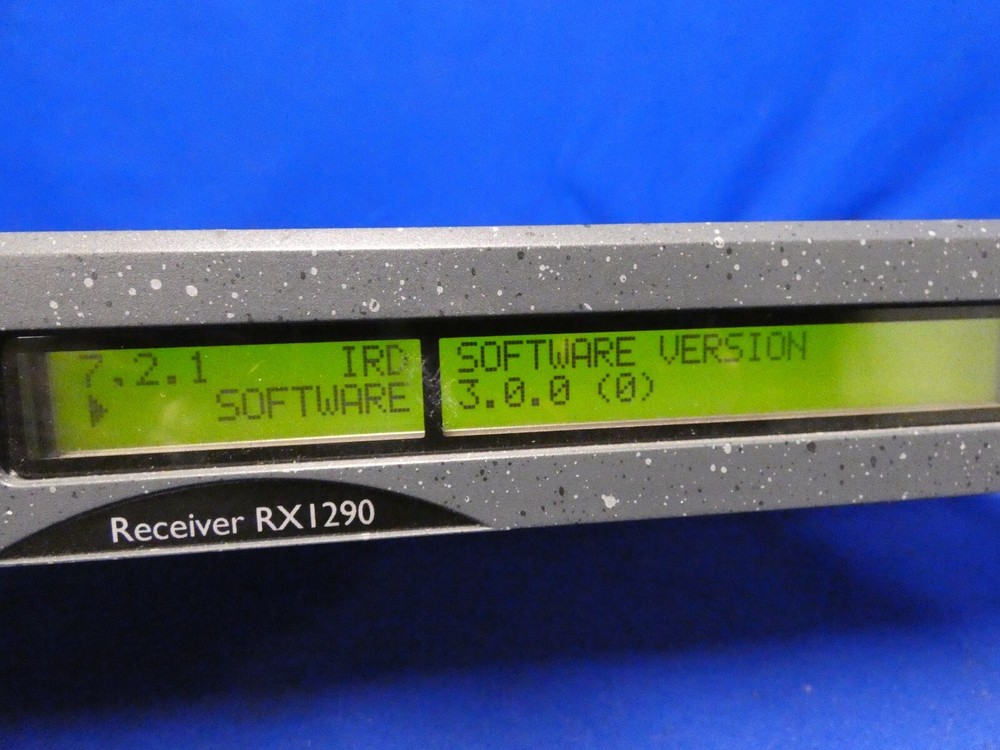 7.2.1 IRD
SOFTWARE
SOFTWARE VERSION
3.0.0 (0)
Receiver RX1290